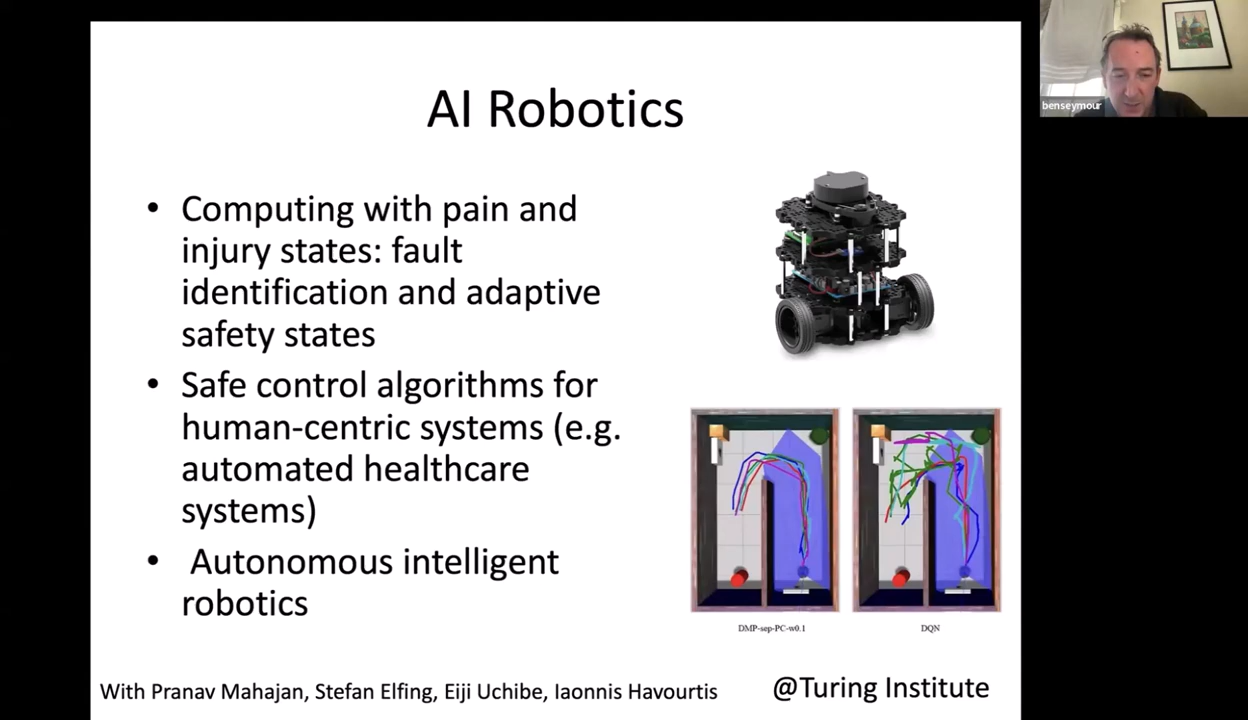 AI Robotics
• Computing with pain and
injury states: fault
identification and adaptive
safety states
• Safe control algorithms for
human-centric systems (e.g.
automated healthcare
systems)
• Autonomous intelligent
robotics
DMP-sep-PC-w0.1
DQN
With Pranav Mahajan, Stefan Elfing, Eiji Uchibe, Iaonnis Havourtis
@Turing Institute
benseymour